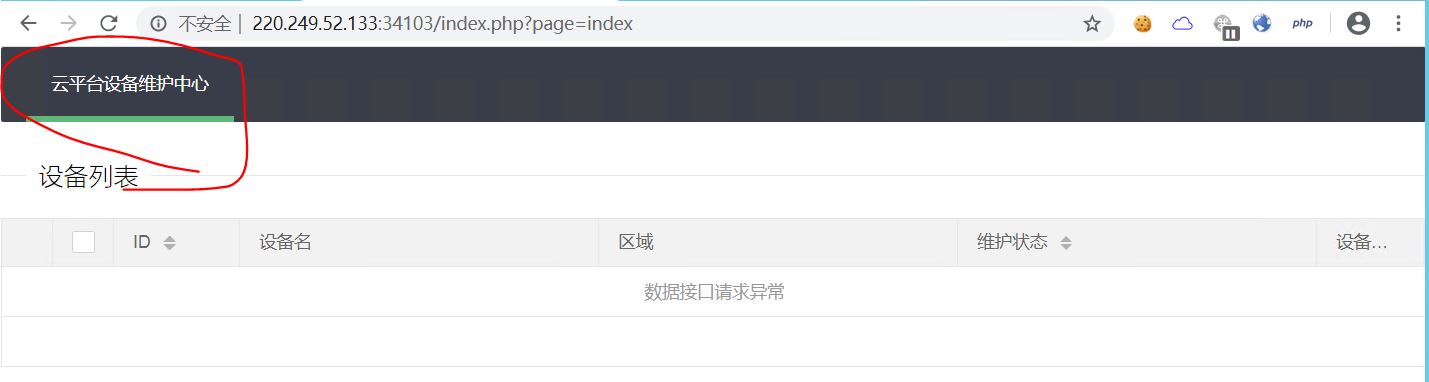 不安全 | 220.249.52.133:34103/index.php?page=index
php
云平台设备维护中心
设备列表
ID 设备名 区域 维护状态 设备...
数据接口请求异常